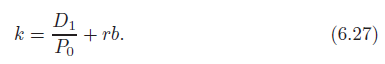 k = D₁/P₀ + rb. (6.27)